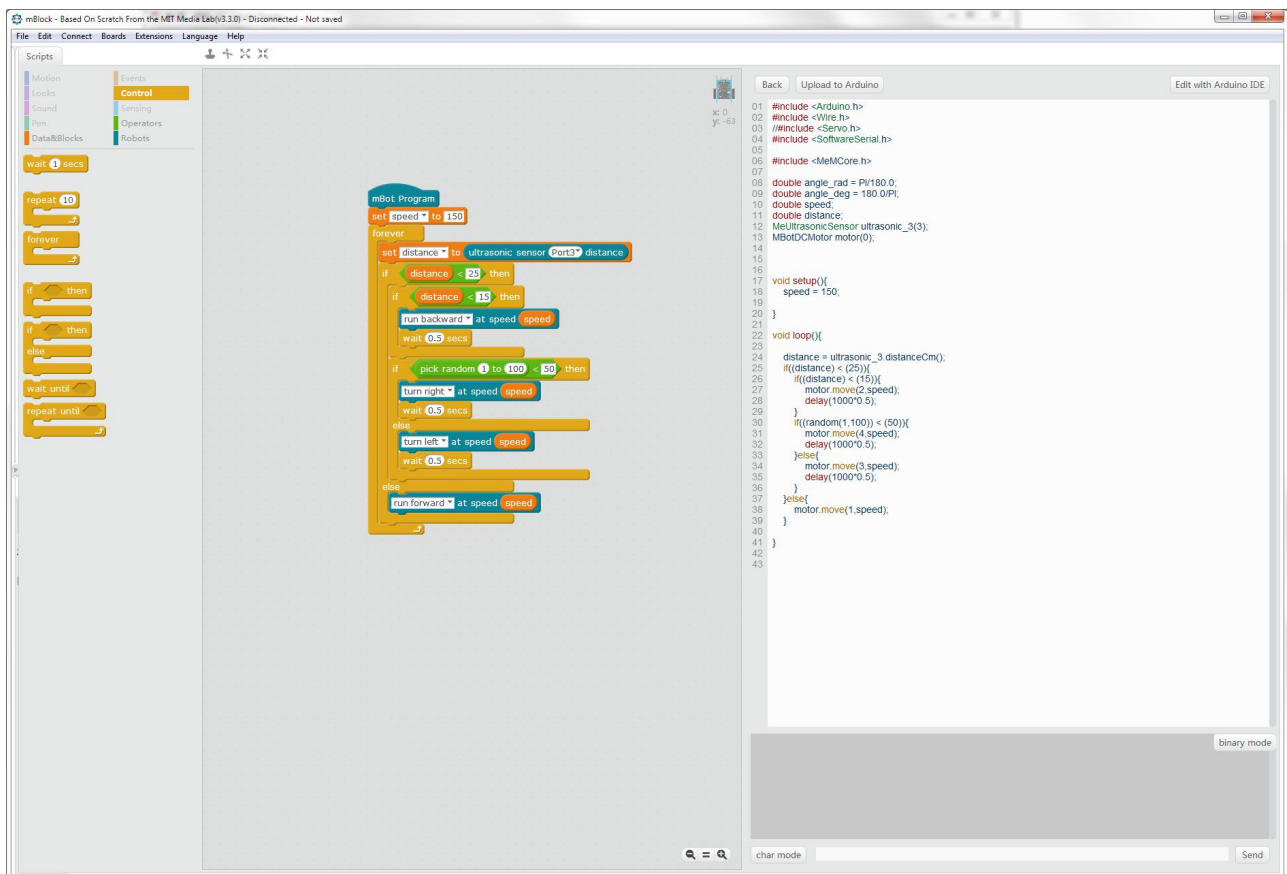 mBlock - Based On Scratch From the MIT Media Lab(v3.3.0) - Disconnected - Not saved
File Edit Connect Boards Extensions Language Help
Scripts
Motion Events
Looks Control
Sound Sensing
Pen Operators
Data&Blocks Robots
wait 1 secs
repeat 10
forever
if then
if then
else
wait until
repeat until
x: 0
y: -63
mBot Program
set speed to 150
forever
set distance to ultrasonic sensor Port3 distance
if distance < 25 then
if distance < 15 then
run backward at speed speed
wait 0.5 secs
if pick random 1 to 100 < 50 then
turn right at speed speed
wait 0.5 secs
else
turn left at speed speed
wait 0.5 secs
else
run forward at speed speed
Back Upload to Arduino Edit with Arduino IDE
01 #include <Arduino.h>
02 #include <Wire.h>
03 //#include <Servo.h>
04 #include <SoftwareSerial.h>
05
06 #include <MeMCore.h>
07
08 double angle_rad = PI/180.0;
09 double angle_deg = 180.0/PI;
10 double speed;
11 double distance;
12 MeUltrasonicSensor ultrasonic_3(3);
13 MBotDCMotor motor(0);
14
15
16
17 void setup(){
18 speed = 150;
19
20 }
21
22 void loop(){
23
24 distance = ultrasonic_3.distanceCm();
25 if((distance) < (25)){
26 if((distance) < (15)){
27 motor.move(2,speed);
28 delay(1000*0.5);
29 }
30 if((random(1,100)) < (50)){
31 motor.move(4,speed);
32 delay(1000*0.5);
33 }else{
34 motor.move(3,speed);
35 delay(1000*0.5);
36 }
37 }else{
38 motor.move(1,speed);
39 }
40
41 }
42
43
binary mode
char mode Send